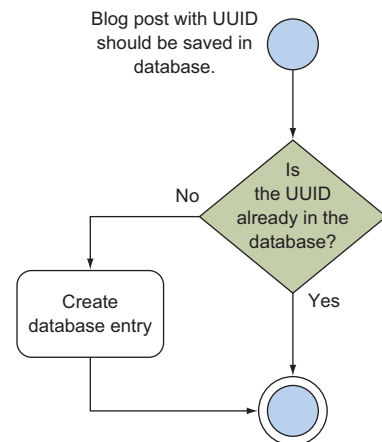 Blog post with UUID
should be saved in
database.
Is
the UUID
already in the
database?
No
Yes
Create
database entry